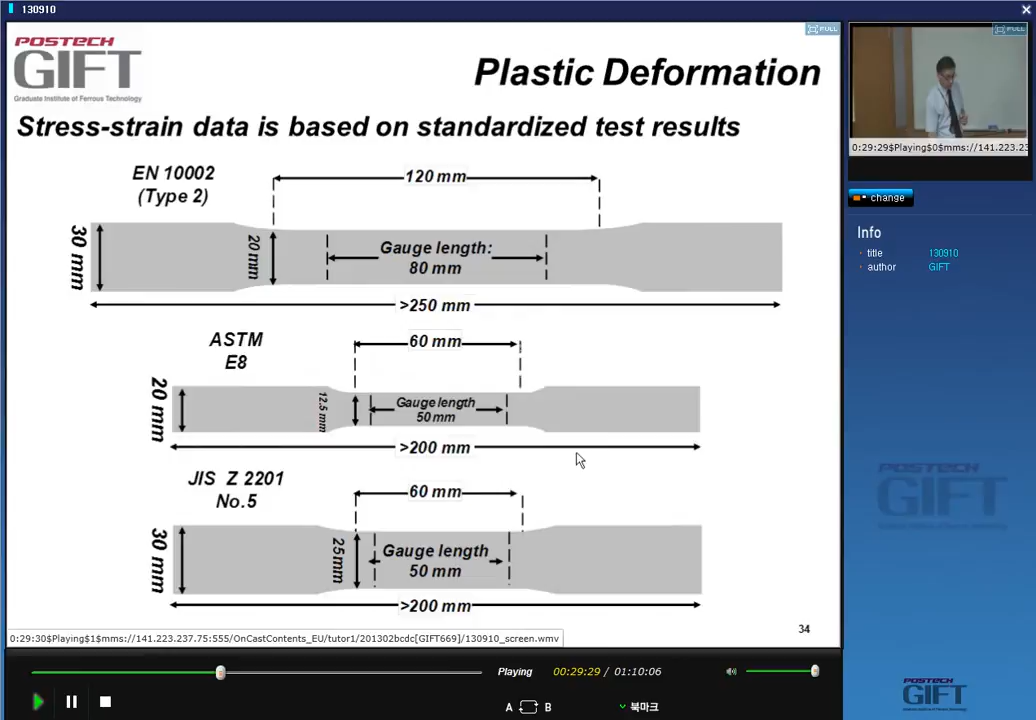 130910
POSTECH
GIFT
Graduate Institute of Ferrous Technology
FULL
Plastic Deformation
Stress-strain data is based on standardized test results
EN 10002
(Type 2)
120 mm
30 mm
20 mm
Gauge length:
80 mm
>250 mm
ASTM
E8
60 mm
20 mm
12.5 mm
Gauge length
50 mm
>200 mm
JIS Z 2201
No.5
60 mm
30 mm
25 mm
Gauge length
50 mm
>200 mm
34
0:29:30$Playing$1$mms://141.223.237.75:555/OnCastContents_EU/tutor1/201302bcdc[GIFT669]/130910_screen.wmv
FULL
0:29:29$Playing$0$mms://141.223.23
change
Info
title 130910
author GIFT
POSTECH
GIFT
Playing 00:29:29 / 01:10:06
A B 북마크
POSTECH
GIFT